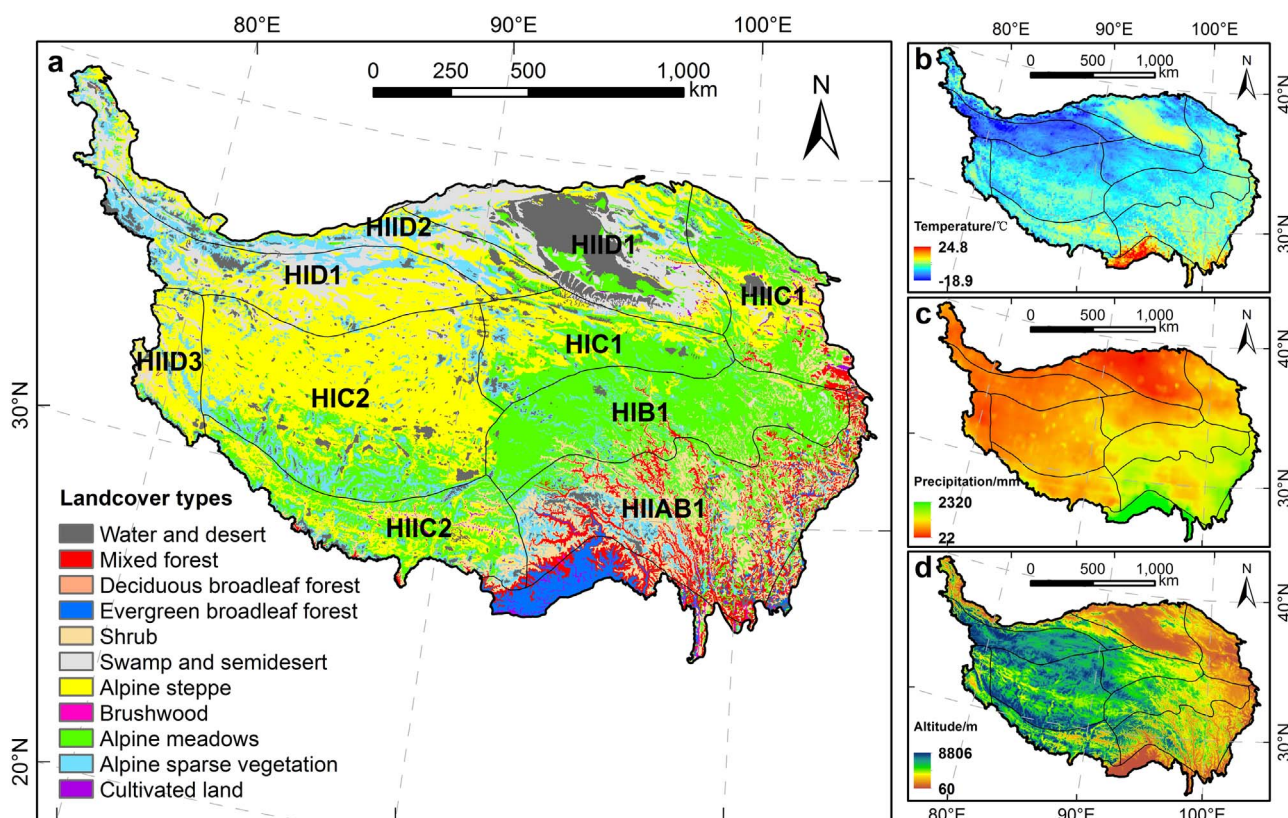 80°E
90°E
100°E
a
0
250
500
1,000
km
N
30°N
20°N
HIID2
HIID1
HID1
HIIC1
HIID3
HIC1
HIC2
HIB1
HIIAB1
HIIC2
Landcover types
Water and desert
Mixed forest
Deciduous broadleaf forest
Evergreen broadleaf forest
Shrub
Swamp and semidesert
Alpine steppe
Brushwood
Alpine meadows
Alpine sparse vegetation
Cultivated land
80°E
90°E
100°E
b
0
500
1,000
km
N
40°N
30°N
Temperature/℃
24.8
-18.9
c
0
500
1,000
km
N
40°N
30°N
Precipitation/mm
2320
22
d
0
500
1,000
km
N
40°N
30°N
Altitude/m
8806
60
80°E
90°E
100°E